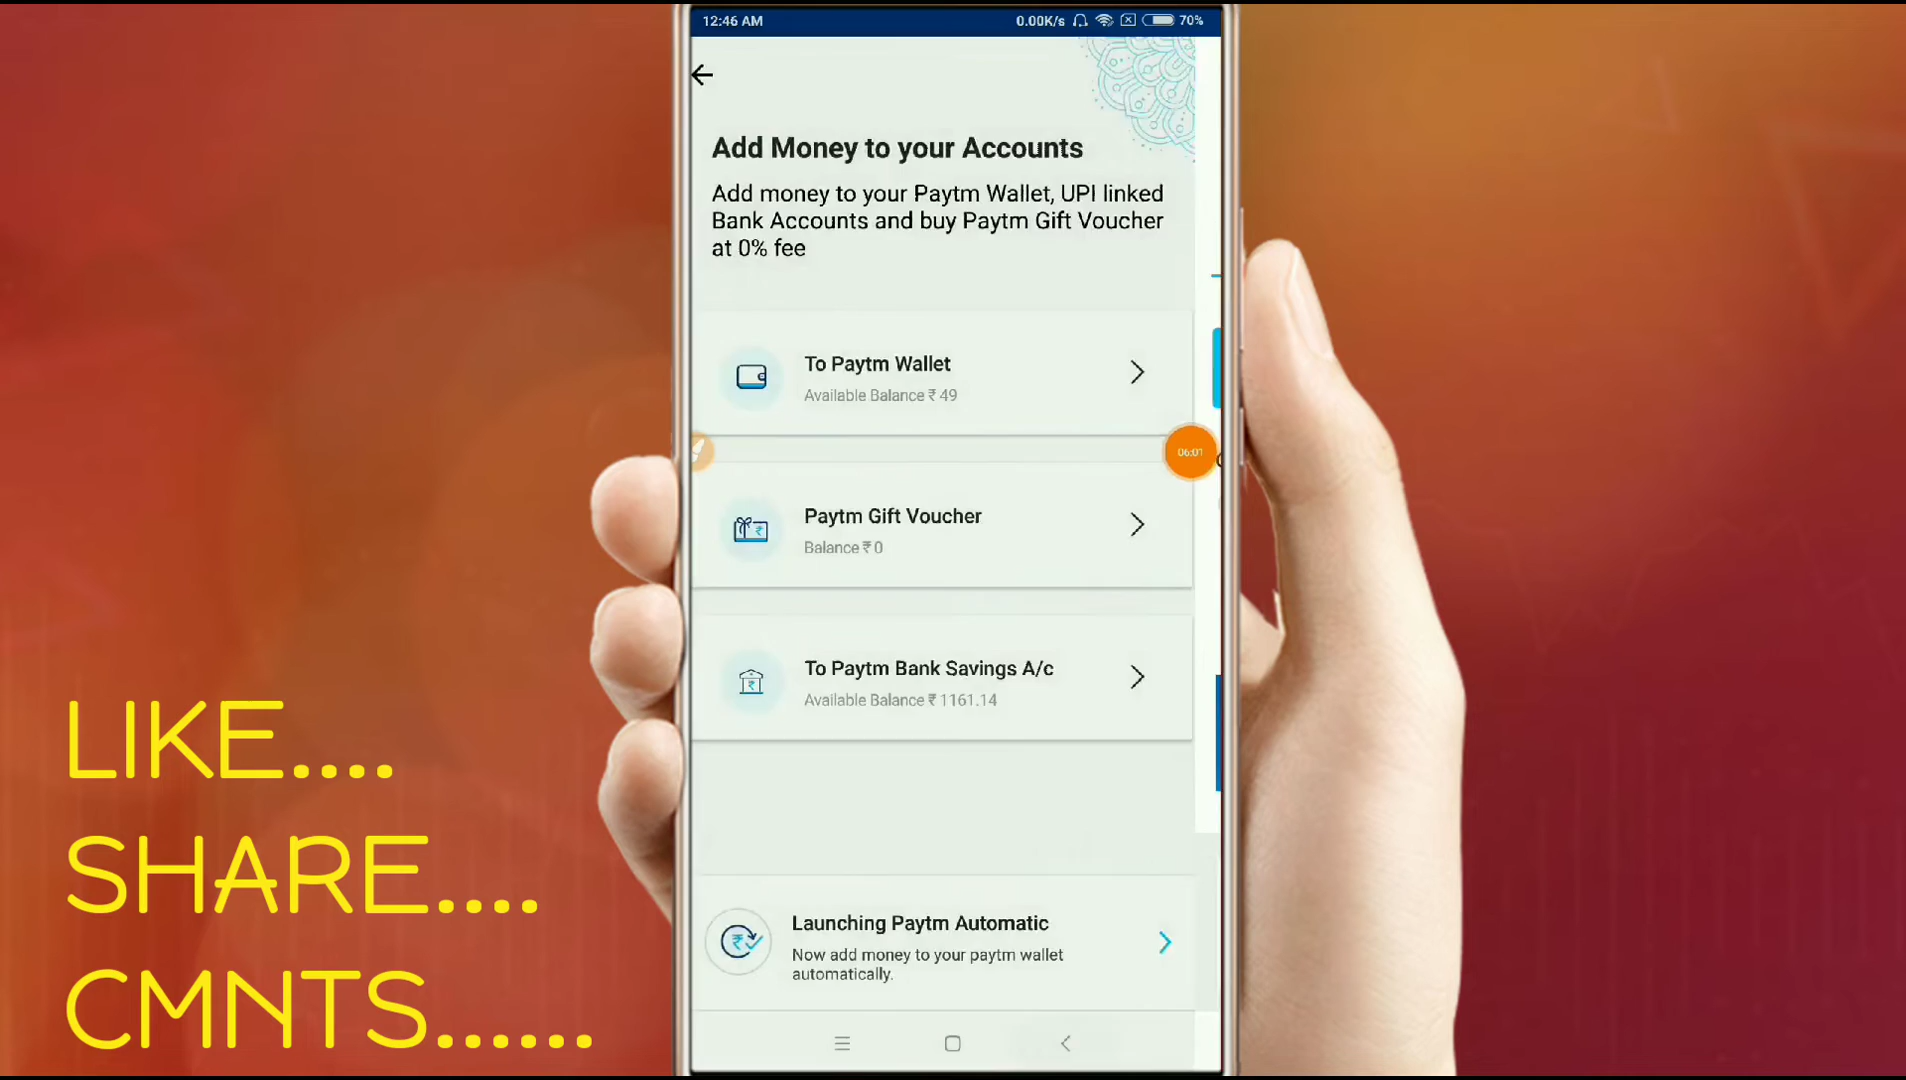 12:46 AM
0.00K/s
70%
Add Money to your Accounts
Add money to your Paytm Wallet, UPI linked
Bank Accounts and buy Paytm Gift Voucher
at 0% fee
To Paytm Wallet
Available Balance ₹ 49
06:01
Paytm Gift Voucher
Balance ₹ 0
To Paytm Bank Savings A/c
Available Balance ₹ 1161.14
Launching Paytm Automatic
Now add money to your paytm wallet
automatically.
LIKE....
SHARE....
CMNTS......